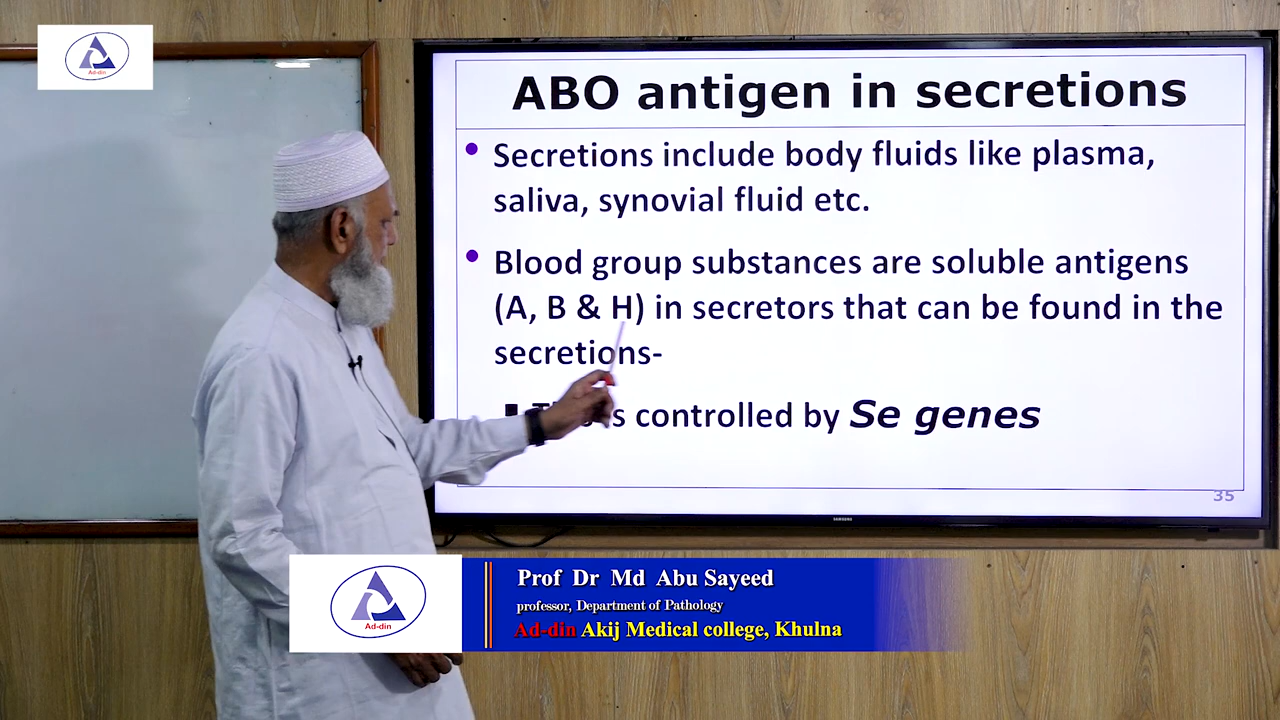 Ad-din
ABO antigen in secretions
• Secretions include body fluids like plasma,
saliva, synovial fluid etc.
• Blood group substances are soluble antigens
(A, B & H) in secretors that can be found in the
secretions-
controlled by Se genes
35
SAMSUNG
Ad-din
Prof Dr Md Abu Sayeed
professor, Department of Pathology
Ad-din Akij Medical college, Khulna